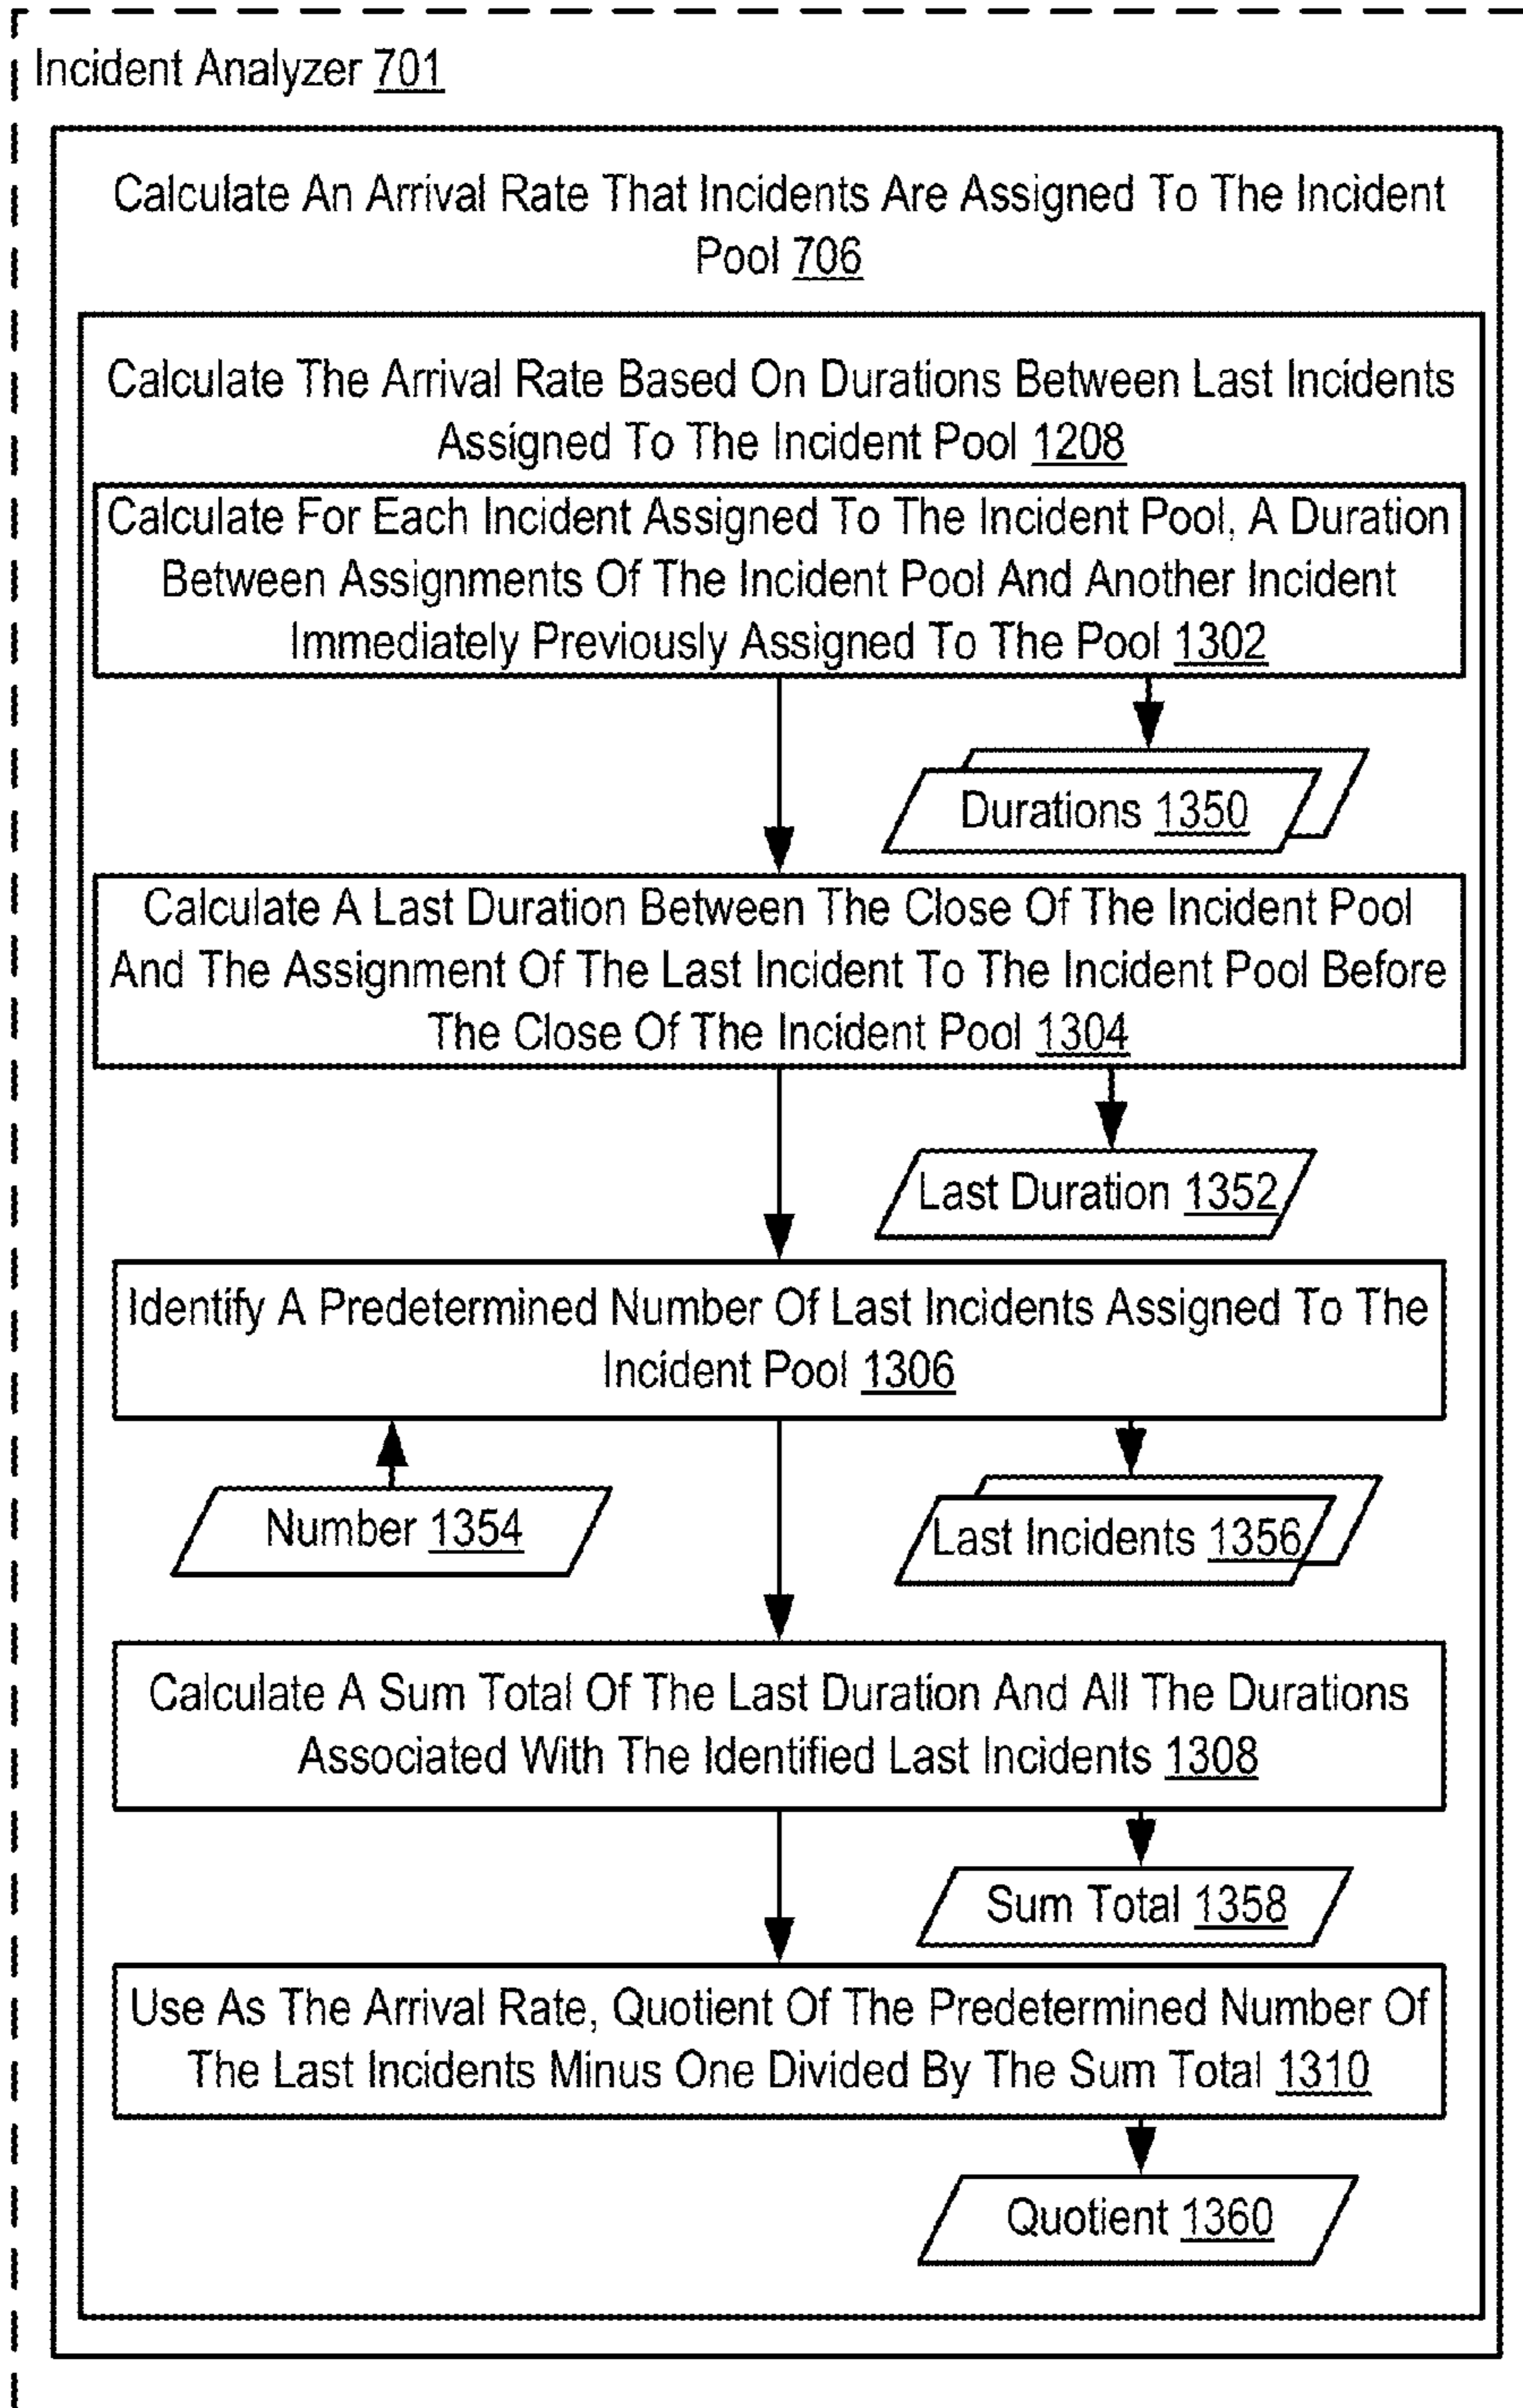 Incident Analyzer 701
Calculate An Arrival Rate That Incidents Are Assigned To The Incident
Pool 706
Calculate The Arrival Rate Based On Durations Between Last Incidents
Assigned To The Incident Pool 1208
Calculate For Each Incident Assigned To The Incident Pool, A Duration
Between Assignments Of The Incident Pool And Another Incident
Immediately Previously Assigned To The Pool 1302
Durations 1350
Calculate A Last Duration Between The Close Of The Incident Pool
And The Assignment Of The Last Incident To The Incident Pool Before
The Close Of The Incident Pool 1304
Last Duration 1352
Identify A Predetermined Number Of Last Incidents Assigned To The
Incident Pool 1306
Number 1354
Last Incidents 1356
Calculate A Sum Total Of The Last Duration And All The Durations
Associated With The Identified Last Incidents 1308
Sum Total 1358
Use As The Arrival Rate, Quotient Of The Predetermined Number Of
The Last Incidents Minus One Divided By The Sum Total 1310
Quotient 1360